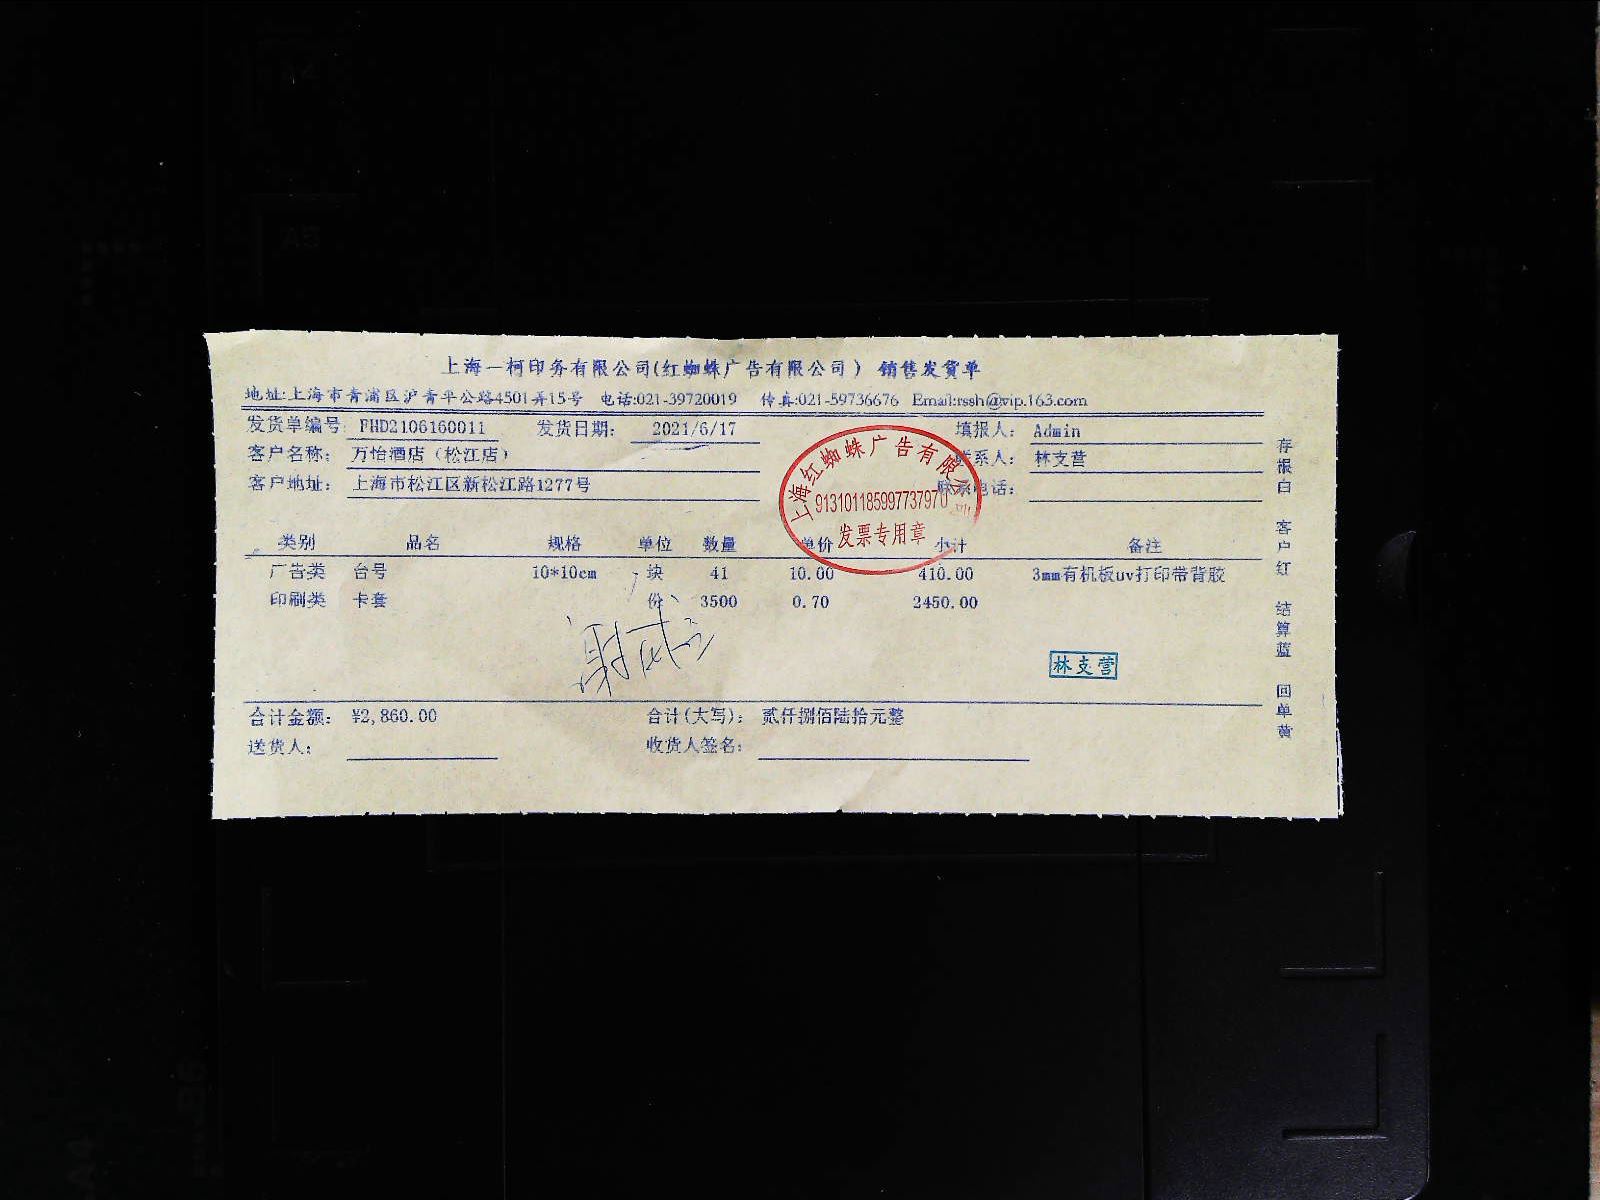 上海一柯印务有限公司(红蜘蛛广告有限公司) 销售发货单
地址:上海市青浦区沪青平公路4501弄15号 电话:021-39720019 传真:021-59736676 Email:rssh@vip.163.com
发货单编号: FHD2106160011 发货日期: 2021/6/17 填报人: Admin
客户名称: 万怡酒店（松江店） 联系人: 林支营
客户地址: 上海市松江区新松江路1277号 联系电话:
上海红蜘蛛广告有限公司
91310118599773797U
发票专用章
类别 品名 规格 单位 数量 单价 小计 备注
广告类 台号 10*10cm 块 41 10.00 410.00 3mm有机板uv打印带背胶
印刷类 卡套 份 3500 0.70 2450.00
林支营
合计金额: ¥2,860.00 合计(大写): 贰仟捌佰陆拾元整
送货人: 收货人签名:
存根白 客户红 结算蓝 回单黄
A5
A4